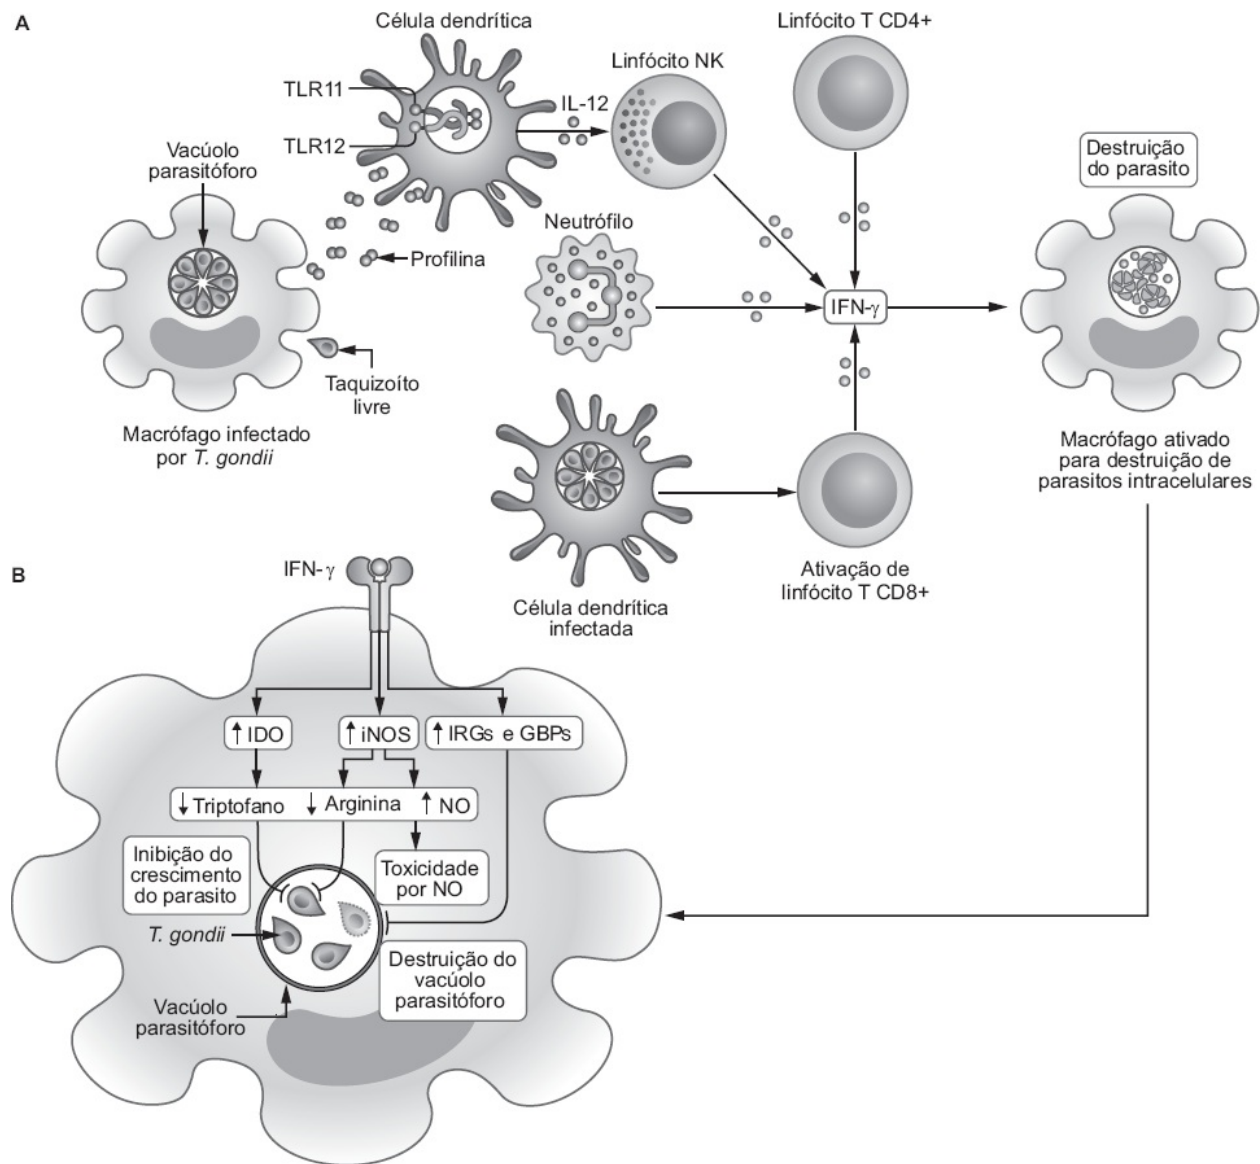 A
Célula dendrítica
Linfócito T CD4+
TLR11
TLR12
IL-12
Linfócito NK
Vacúolo
parasitóforo
Destruição
do parasito
Neutrófilo
Profilina
IFN-γ
Taquizoíto
livre
Macrófago infectado
por T. gondii
Macrófago ativado
para destruição de
parasitos intracelulares
Célula dendrítica
infectada
Ativação de
linfócito T CD8+
B
IFN- γ
↑ IDO
↑ iNOS
↑ IRGs e GBPs
↓ Triptofano ↓ Arginina ↑ NO
Inibição do
crescimento
do parasito
Toxicidade
por NO
T. gondii
Destruição do
vacúolo
parasitóforo
Vacúolo
parasitóforo